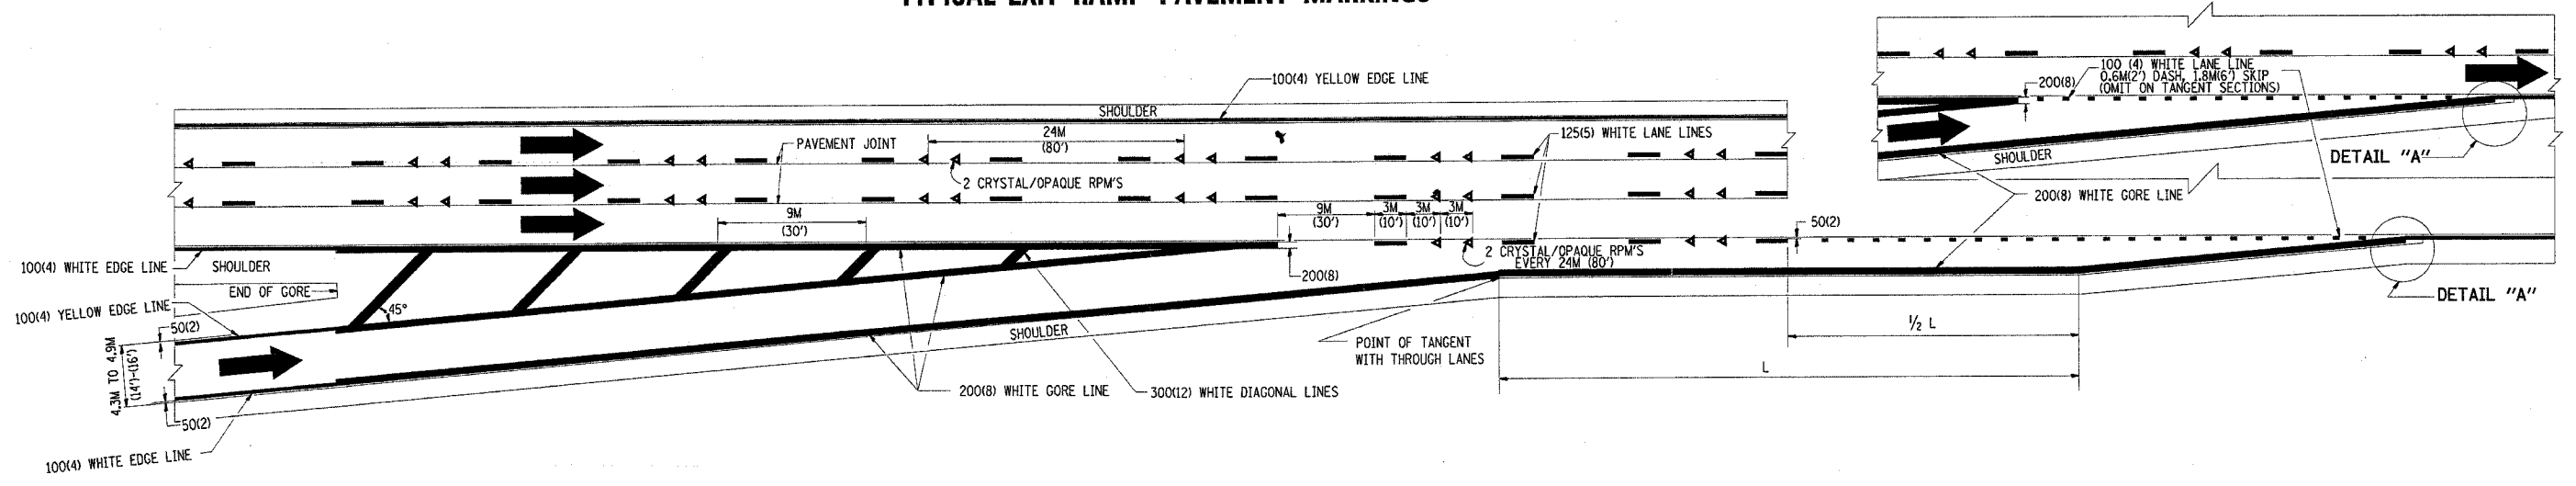 TYPICAL EXIT RAMP PAVEMENT MARKINGS
100(4) YELLOW EDGE LINE
SHOULDER
24M
(80')
PAVEMENT JOINT
125(5) WHITE LANE LINES
2 CRYSTAL/OPAQUE RPM'S
9M
(30')
9M
(30')
3M
(10')
3M
(10')
3M
(10')
2 CRYSTAL/OPAQUE RPM'S
EVERY 24M (80')
200(8)
100(4) WHITE EDGE LINE
SHOULDER
END OF GORE
100(4) YELLOW EDGE LINE
45°
50(2)
4.3M TO 4.9M
(14')-(16')
50(2)
100(4) WHITE EDGE LINE
SHOULDER
200(8) WHITE GORE LINE
300(12) WHITE DIAGONAL LINES
POINT OF TANGENT
WITH THROUGH LANES
1/2 L
L
50(2)
200(8)
100 (4) WHITE LANE LINE
0.6M(2') DASH, 1.8M(6') SKIP
(OMIT ON TANGENT SECTIONS)
SHOULDER
DETAIL "A"
200(8) WHITE GORE LINE
DETAIL "A"